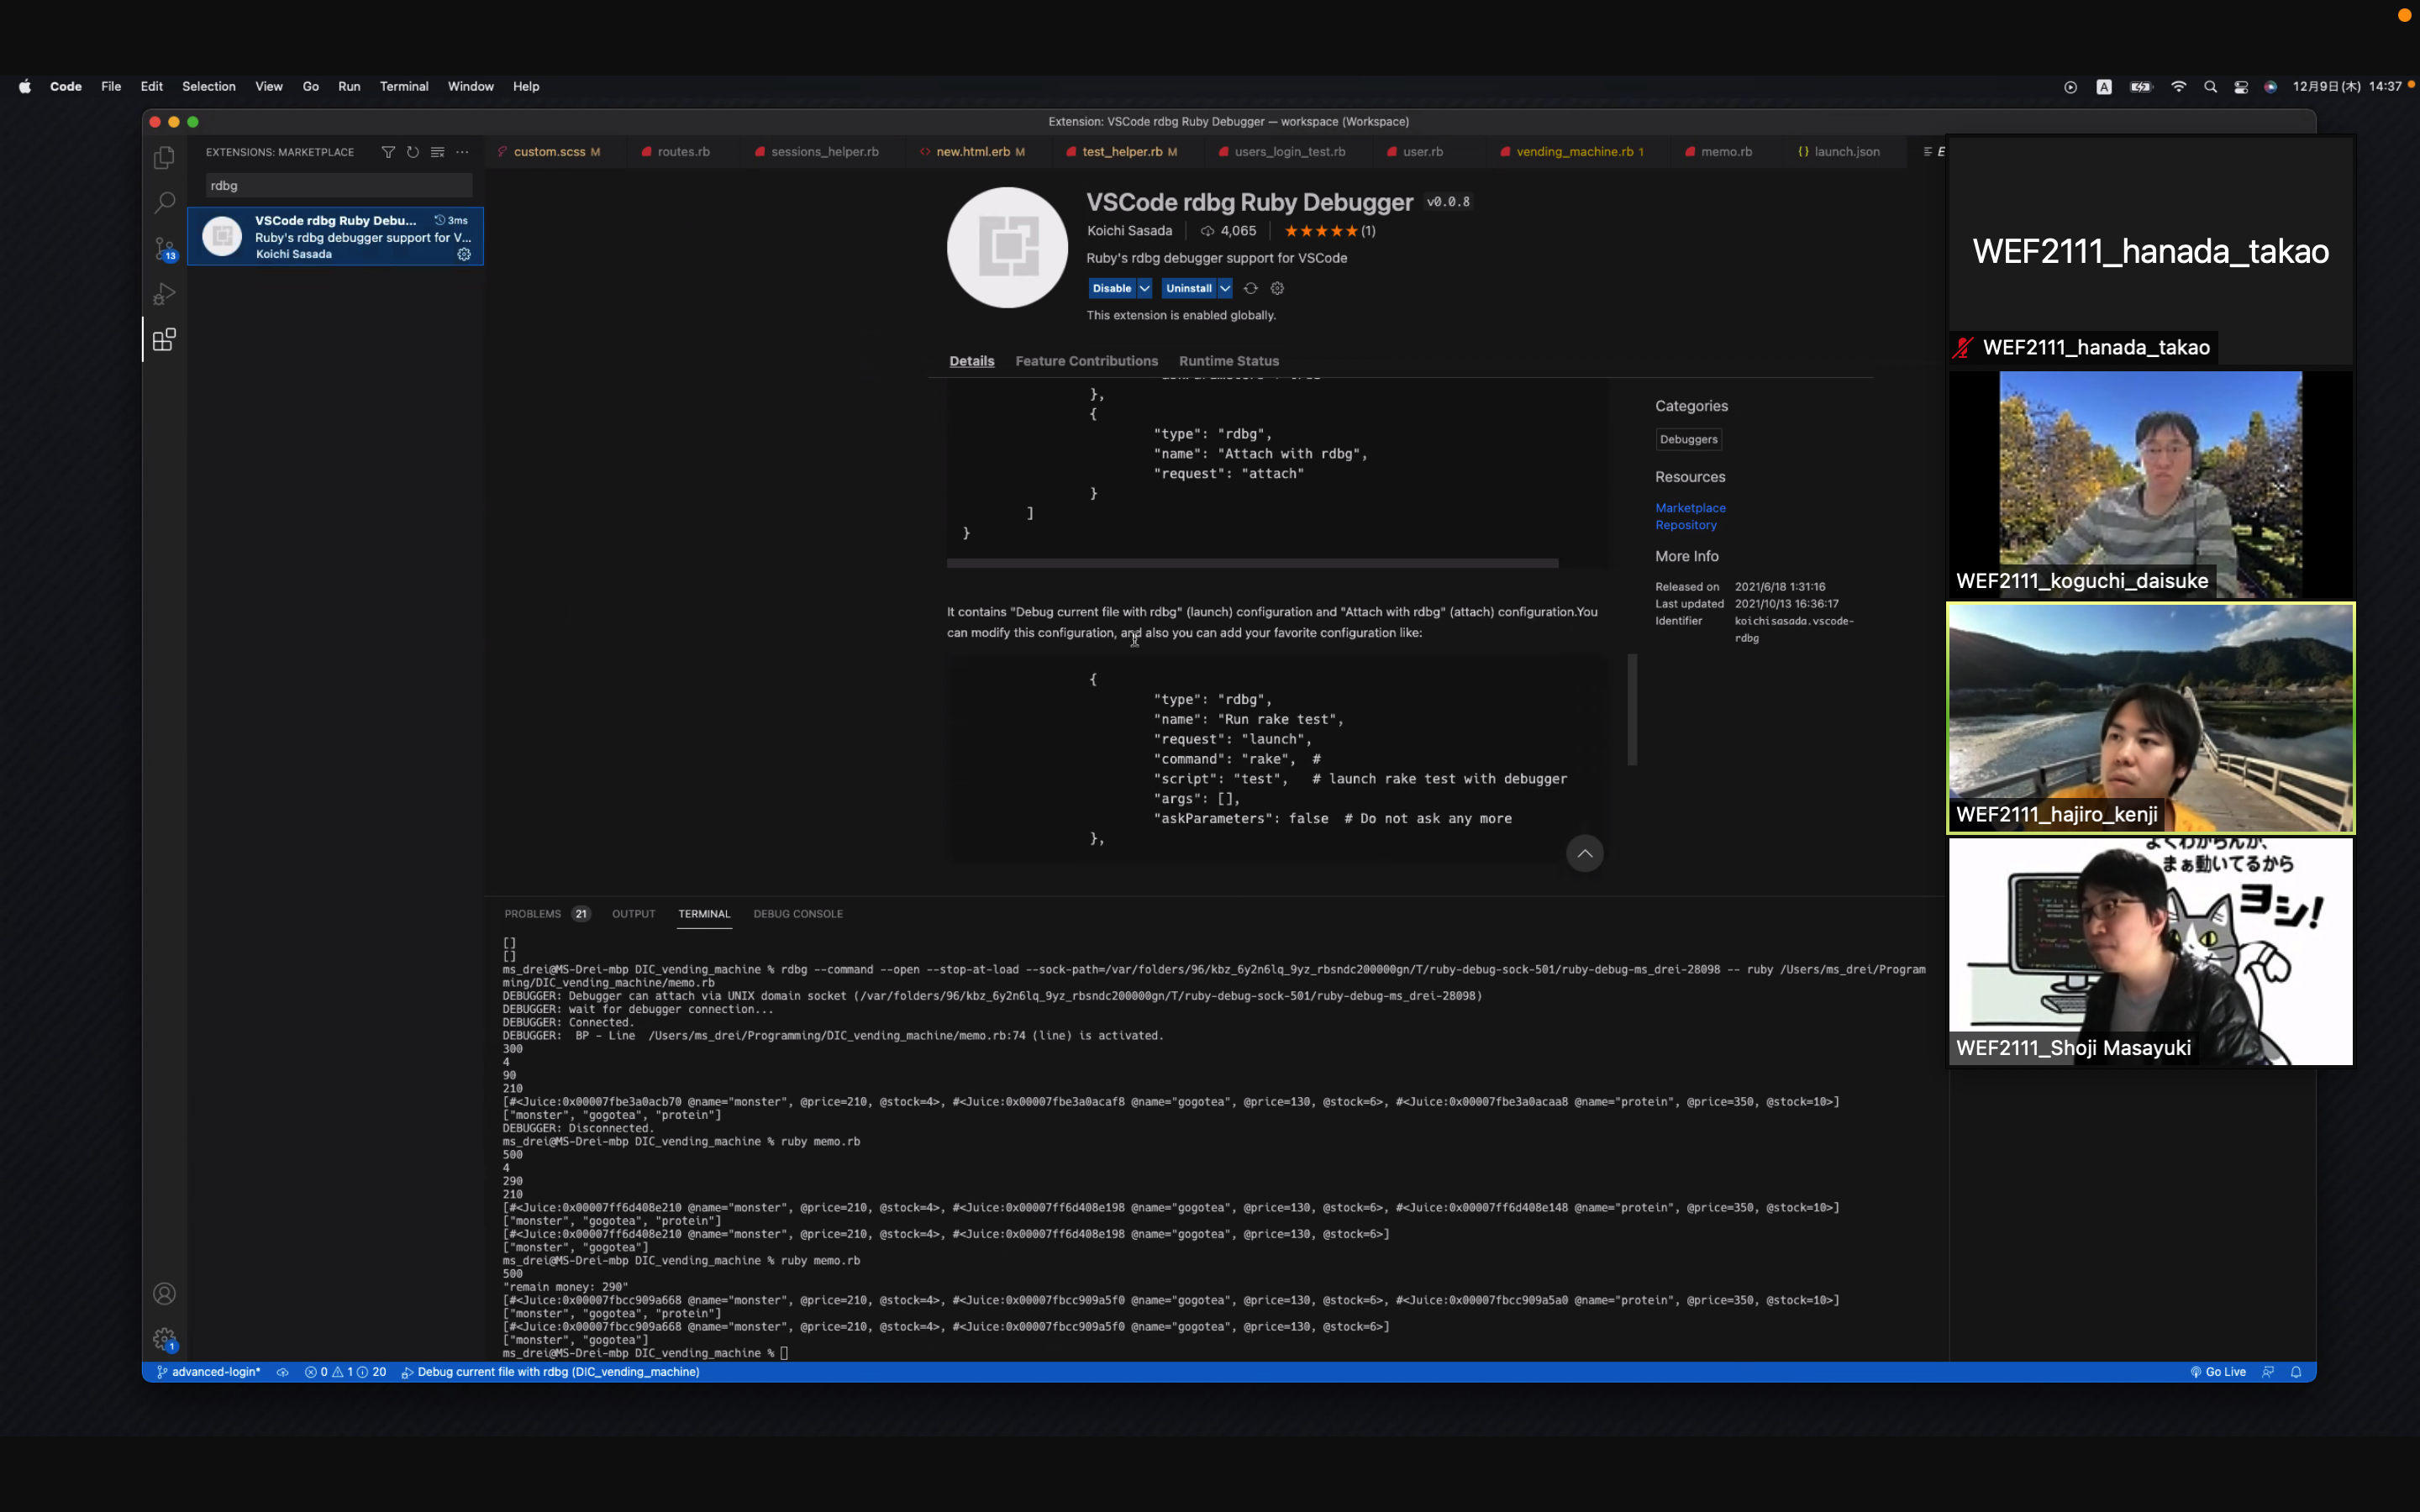 Code File Edit Selection View Go Run Terminal Window Help
A 12月9日(木) 14:37
Extension: VSCode rdbg Ruby Debugger — workspace (Workspace)
EXTENSIONS: MARKETPLACE
custom.scss M routes.rb sessions_helper.rb new.html.erb M test_helper.rb M users_login_test.rb user.rb vending_machine.rb 1 memo.rb {} launch.json
rdbg
VSCode rdbg Ruby Debu... 3ms
Ruby's rdbg debugger support for V...
Koichi Sasada
13
VSCode rdbg Ruby Debugger v0.0.8
Koichi Sasada 4,065 ★★★★★(1)
Ruby's rdbg debugger support for VSCode
Disable Uninstall
This extension is enabled globally.
Details Feature Contributions Runtime Status
},
{
"type": "rdbg",
"name": "Attach with rdbg",
"request": "attach"
}
]
}
It contains "Debug current file with rdbg" (launch) configuration and "Attach with rdbg" (attach) configuration.You
can modify this configuration, and also you can add your favorite configuration like:
{
"type": "rdbg",
"name": "Run rake test",
"request": "launch",
"command": "rake", #
"script": "test", # launch rake test with debugger
"args": [],
"askParameters": false # Do not ask any more
},
Categories
Debuggers
Resources
Marketplace
Repository
More Info
Released on 2021/6/18 1:31:16
Last updated 2021/10/13 16:36:17
Identifier koichisasada.vscode-
rdbg
WEF2111_hanada_takao
WEF2111_hanada_takao
WEF2111_koguchi_daisuke
WEF2111_hajiro_kenji
よくわからんが、
まぁ動いてるから
ヨシ!
WEF2111_Shoji Masayuki
PROBLEMS 21 OUTPUT TERMINAL DEBUG CONSOLE
[]
[]
ms_drei@MS-Drei-mbp DIC_vending_machine % rdbg --command --open --stop-at-load --sock-path=/var/folders/96/kbz_6y2n6lq_9yz_rbsndc200000gn/T/ruby-debug-sock-501/ruby-debug-ms_drei-28098 -- ruby /Users/ms_drei/Program
ming/DIC_vending_machine/memo.rb
DEBUGGER: Debugger can attach via UNIX domain socket (/var/folders/96/kbz_6y2n6lq_9yz_rbsndc200000gn/T/ruby-debug-sock-501/ruby-debug-ms_drei-28098)
DEBUGGER: wait for debugger connection...
DEBUGGER: Connected.
DEBUGGER: BP - Line /Users/ms_drei/Programming/DIC_vending_machine/memo.rb:74 (line) is activated.
300
4
90
210
[#<Juice:0x00007fbe3a0acb70 @name="monster", @price=210, @stock=4>, #<Juice:0x00007fbe3a0acaf8 @name="gogotea", @price=130, @stock=6>, #<Juice:0x00007fbe3a0acaa8 @name="protein", @price=350, @stock=10>]
["monster", "gogotea", "protein"]
DEBUGGER: Disconnected.
ms_drei@MS-Drei-mbp DIC_vending_machine % ruby memo.rb
500
4
290
210
[#<Juice:0x00007ff6d408e210 @name="monster", @price=210, @stock=4>, #<Juice:0x00007ff6d408e198 @name="gogotea", @price=130, @stock=6>, #<Juice:0x00007ff6d408e148 @name="protein", @price=350, @stock=10>]
["monster", "gogotea", "protein"]
[#<Juice:0x00007ff6d408e210 @name="monster", @price=210, @stock=4>, #<Juice:0x00007ff6d408e198 @name="gogotea", @price=130, @stock=6>]
["monster", "gogotea"]
ms_drei@MS-Drei-mbp DIC_vending_machine % ruby memo.rb
500
"remain money: 290"
[#<Juice:0x00007fbcc909a668 @name="monster", @price=210, @stock=4>, #<Juice:0x00007fbcc909a5f0 @name="gogotea", @price=130, @stock=6>, #<Juice:0x00007fbcc909a5a0 @name="protein", @price=350, @stock=10>]
["monster", "gogotea", "protein"]
[#<Juice:0x00007fbcc909a668 @name="monster", @price=210, @stock=4>, #<Juice:0x00007fbcc909a5f0 @name="gogotea", @price=130, @stock=6>]
["monster", "gogotea"]
ms_drei@MS-Drei-mbp DIC_vending_machine %
1
advanced-login* 0 1 20 Debug current file with rdbg (DIC_vending_machine) Go Live